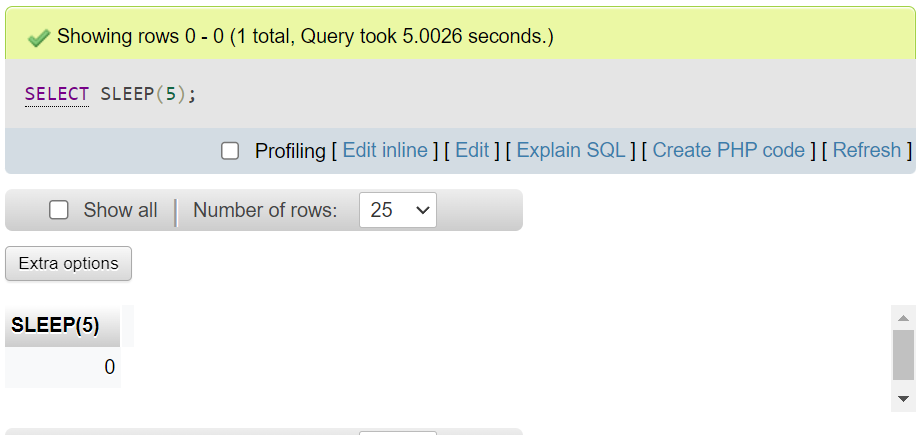 Showing rows 0 - 0 (1 total, Query took 5.0026 seconds.)
SELECT SLEEP(5);
Profiling [ Edit inline ] [ Edit ] [ Explain SQL ] [ Create PHP code ] [ Refresh ]
Show all Number of rows: 25
Extra options
SLEEP(5)
0